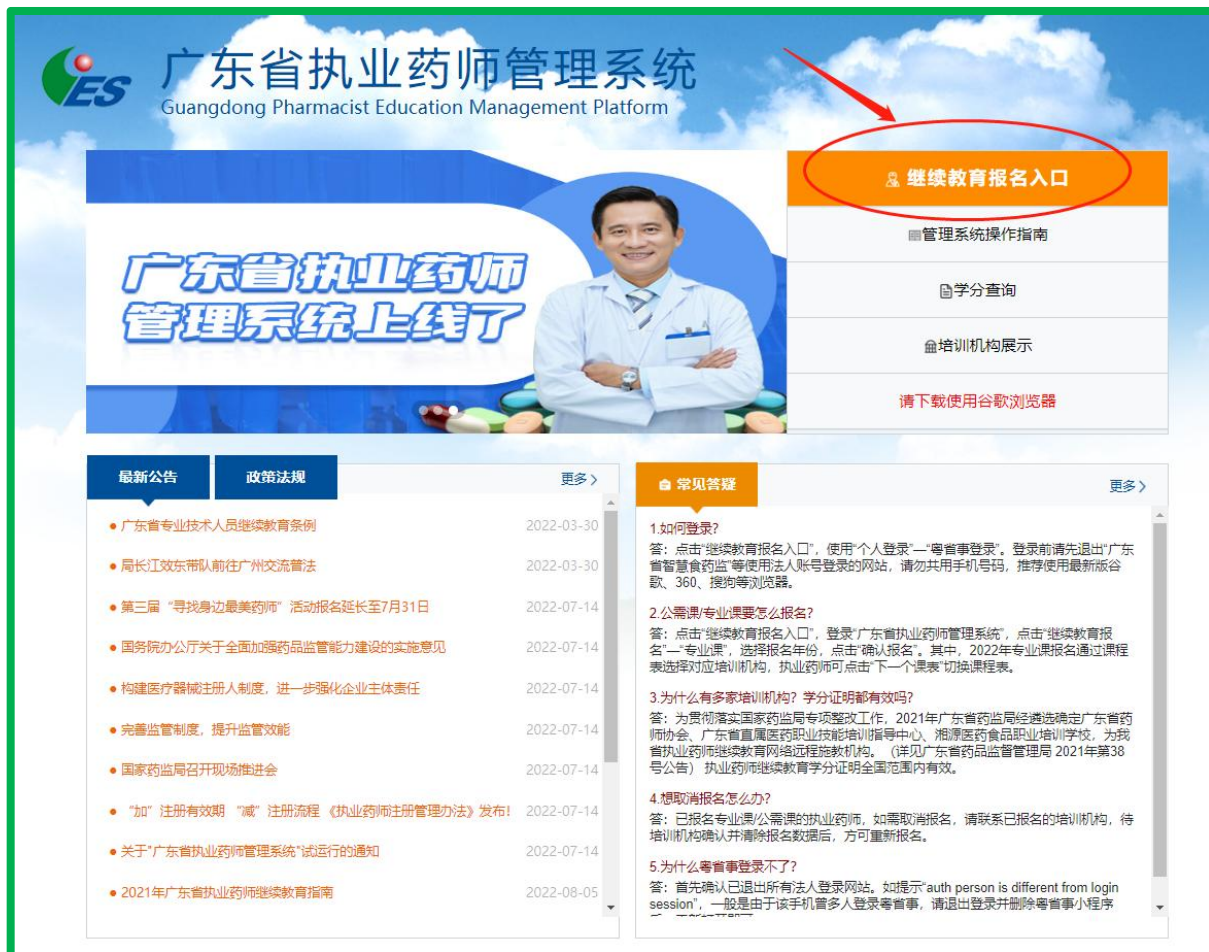 ES
广东省执业药师管理系统
Guangdong Pharmacist Education Management Platform
广东省执业药师
管理系统上线了
继续教育报名入口
管理系统操作指南
学分查询
培训机构展示
请下载使用谷歌浏览器
最新公告
政策法规
更多>
● 广东省专业技术人员继续教育条例 2022-03-30
● 局长江效东带队前往广州交流普法 2022-03-30
● 第三届“寻找身边最美药师”活动报名延长至7月31日 2022-07-14
● 国务院办公厅关于全面加强药品监管能力建设的实施意见 2022-07-14
● 构建医疗器械注册人制度，进一步强化企业主体责任 2022-07-14
● 完善监管制度，提升监管效能 2022-07-14
● 国家药监局召开现场推进会 2022-07-14
● “加”注册有效期 “减”注册流程 《执业药师注册管理办法》发布! 2022-07-14
● 关于"广东省执业药师管理系统"试运行的通知 2022-07-14
● 2021年广东省执业药师继续教育指南 2022-08-05
常见答疑
更多>
1.如何登录?
答：点击“继续教育报名入口”，使用“个人登录”—“粤省事登录”。登录前请先退出“广东
省智慧食药监”等使用法人账号登录的网站，请勿共用手机号码，推荐使用最新版谷
歌、360、搜狗等浏览器。
2.公需课/专业课要怎么报名?
答：点击“继续教育报名入口”，登录“广东省执业药师管理系统”，点击“继续教育报
名”—“专业课”，选择报名年份，点击“确认报名”。其中，2022年专业课报名通过课程
表选择对应培训机构，执业药师可点击“下一个课表”切换课程表。
3.为什么有多家培训机构？学分证明都有效吗?
答：为贯彻落实国家药监局专项整改工作，2021年广东省药监局经遴选确定广东省药
师协会、广东省直属医药职业技能培训指导中心、湘源医药食品职业培训学校，为我
省执业药师继续教育网络远程施教机构。（详见广东省药品监督管理局 2021年第38
号公告） 执业药师继续教育学分证明全国范围内有效。
4.想取消报名怎么办?
答：已报名专业课/公需课的执业药师，如需取消报名，请联系已报名的培训机构，待
培训机构确认并清除报名数据后，方可重新报名。
5.为什么粤省事登录不了?
答：首先确认已退出所有法人登录网站。如提示“auth person is different from login
session”，一般是由于该手机曾多人登录粤省事，请退出登录并删除粤省事小程序